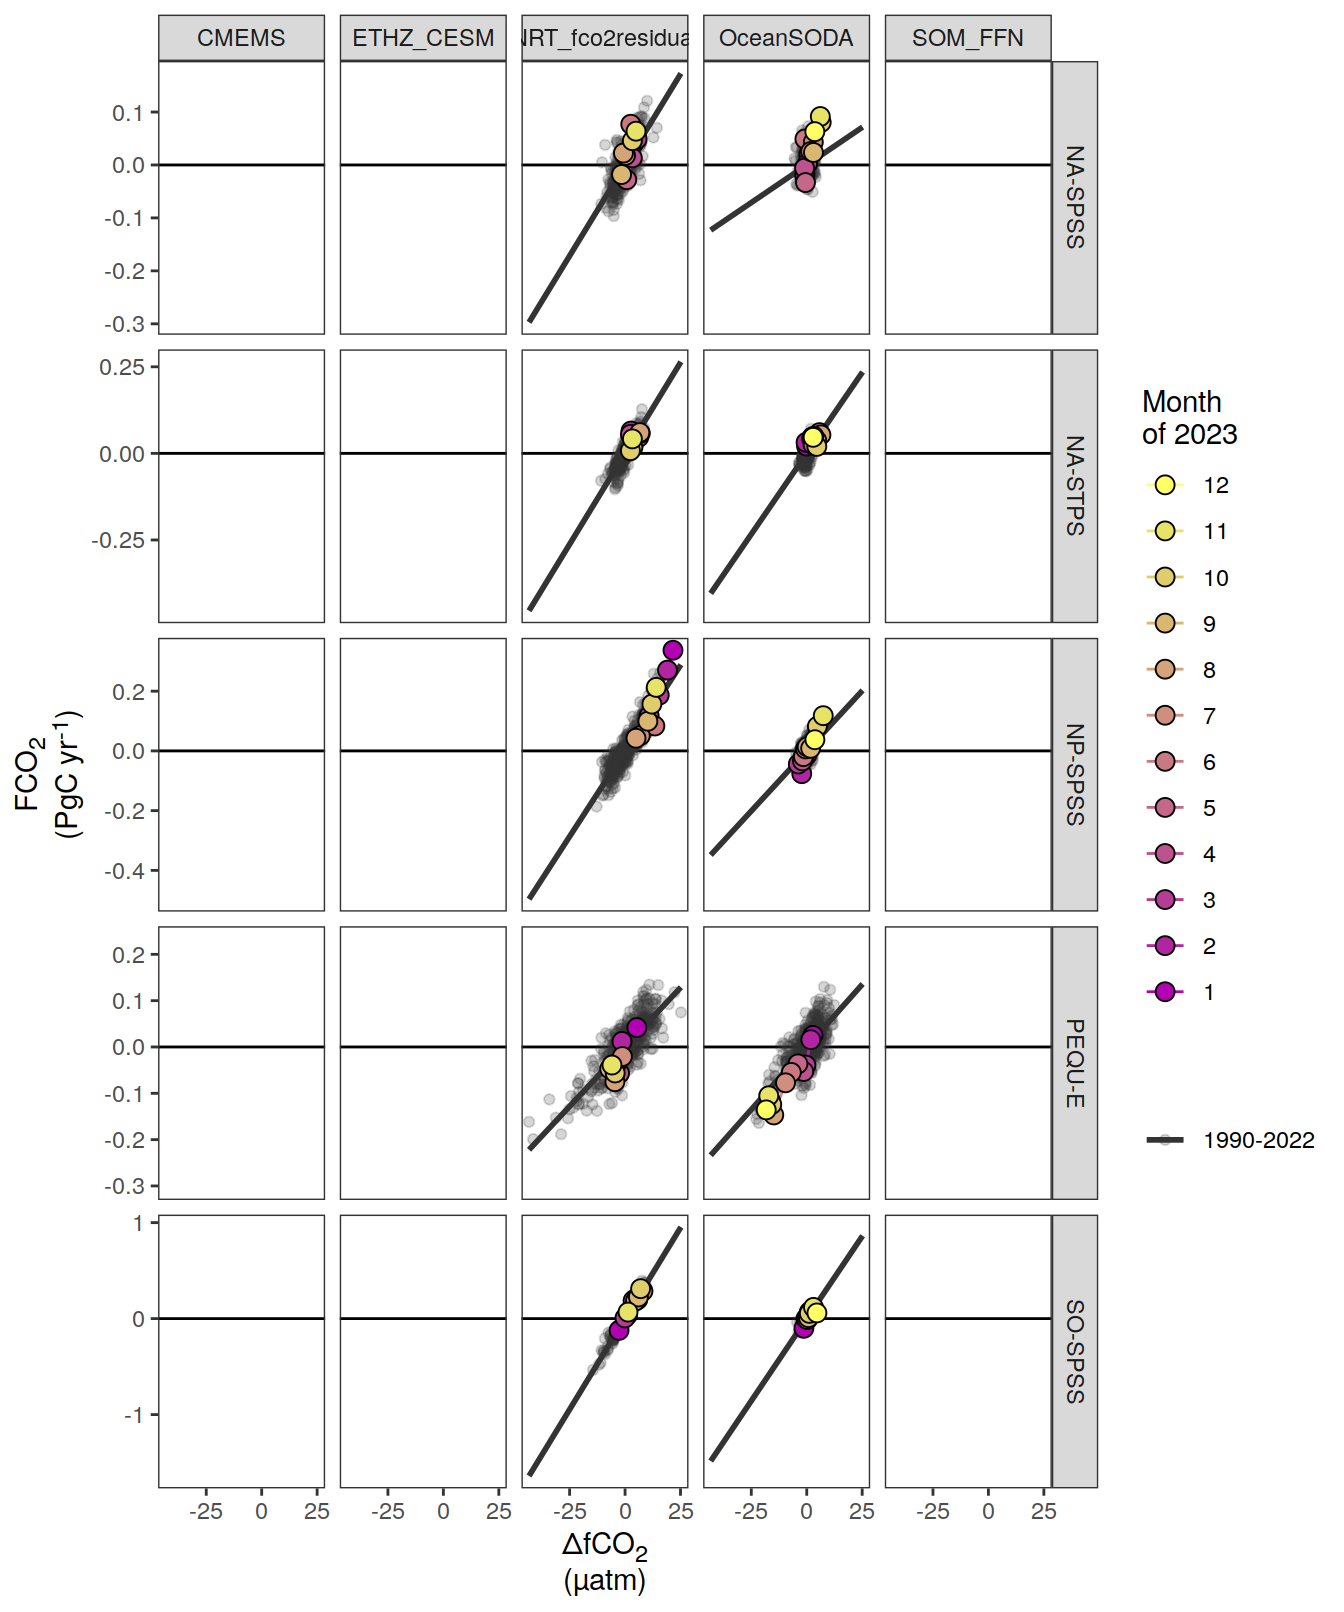 CMEMS ETHZ_CESM NRT_fco2residua OceanSODA SOM_FFN
0.1
0.0
-0.1
-0.2
-0.3
NA-SPSS
0.25
0.00
-0.25
NA-STPS
0.2
0.0
-0.2
-0.4
NP-SPSS
0.2
0.1
0.0
-0.1
-0.2
-0.3
PEQU-E
1
0
-1
SO-SPSS
-25 0 25 -25 0 25 -25 0 25 -25 0 25 -25 0 25
ΔfCO2
(µatm)
FCO2
(PgC yr-1)
Month
of 2023
12
11
10
9
8
7
6
5
4
3
2
1
1990-2022